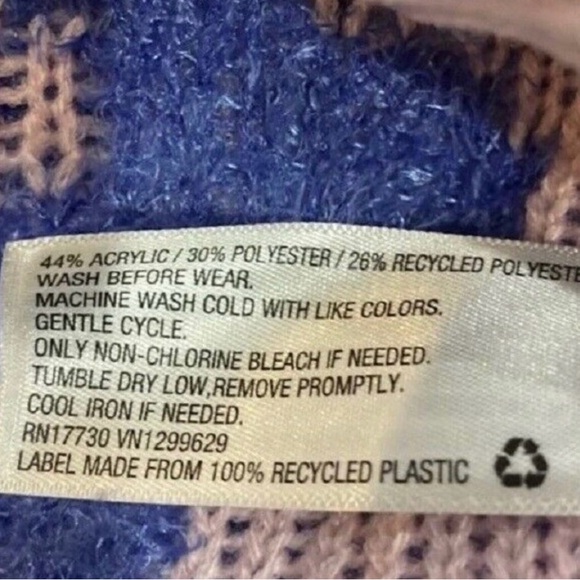 44% ACRYLIC / 30% POLYESTER / 26% RECYCLED POLYESTE
WASH BEFORE WEAR.
MACHINE WASH COLD WITH LIKE COLORS.
GENTLE CYCLE.
ONLY NON-CHLORINE BLEACH IF NEEDED.
TUMBLE DRY LOW,REMOVE PROMPTLY.
COOL IRON IF NEEDED.
RN17730 VN1299629
LABEL MADE FROM 100% RECYCLED PLASTIC